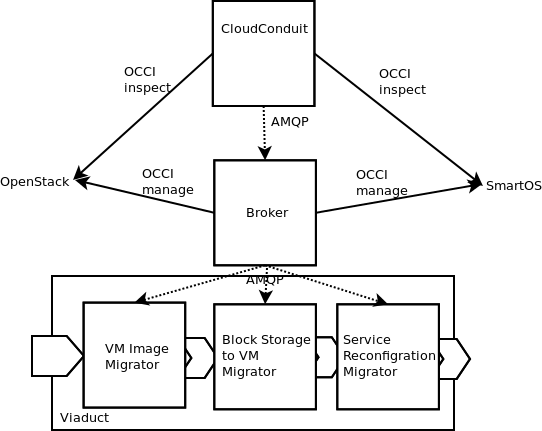 CloudConduit
OCCI
inspect
OCCI
inspect
AMQP
OpenStack
OCCI
manage
Broker
OCCI
manage
SmartOS
AMQP
VM Image
Migrator
Block Storage
to VM
Migrator
Service
Reconfigration
Migrator
Viaduct